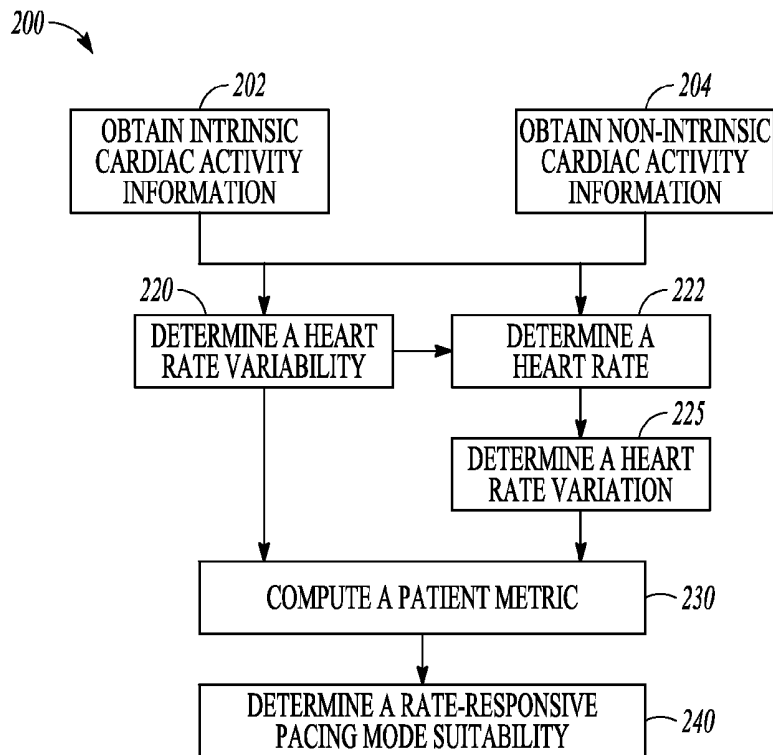 200
202
204
OBTAIN INTRINSIC
CARDIAC ACTIVITY
INFORMATION
OBTAIN NON-INTRINSIC
CARDIAC ACTIVITY
INFORMATION
220
222
DETERMINE A HEART
RATE VARIABILITY
DETERMINE A
HEART RATE
225
DETERMINE A HEART
RATE VARIATION
COMPUTE A PATIENT METRIC
230
DETERMINE A RATE-RESPONSIVE
PACING MODE SUITABILITY
240